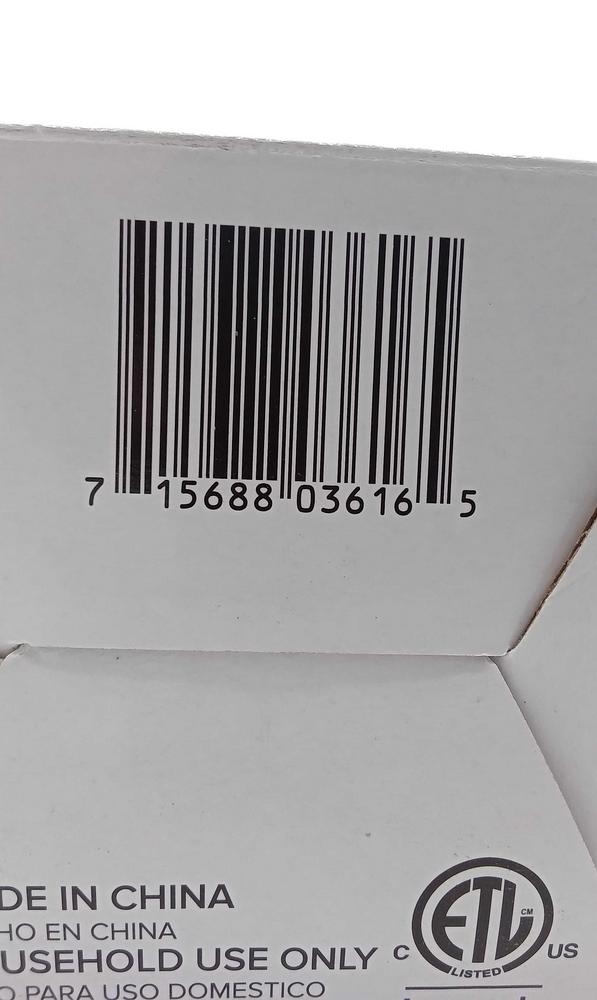 7 15688 03616 5
DE IN CHINA
HO EN CHINA
USEHOLD USE ONLY
O PARA USO DOMESTICO
C ETL CM US
LISTED